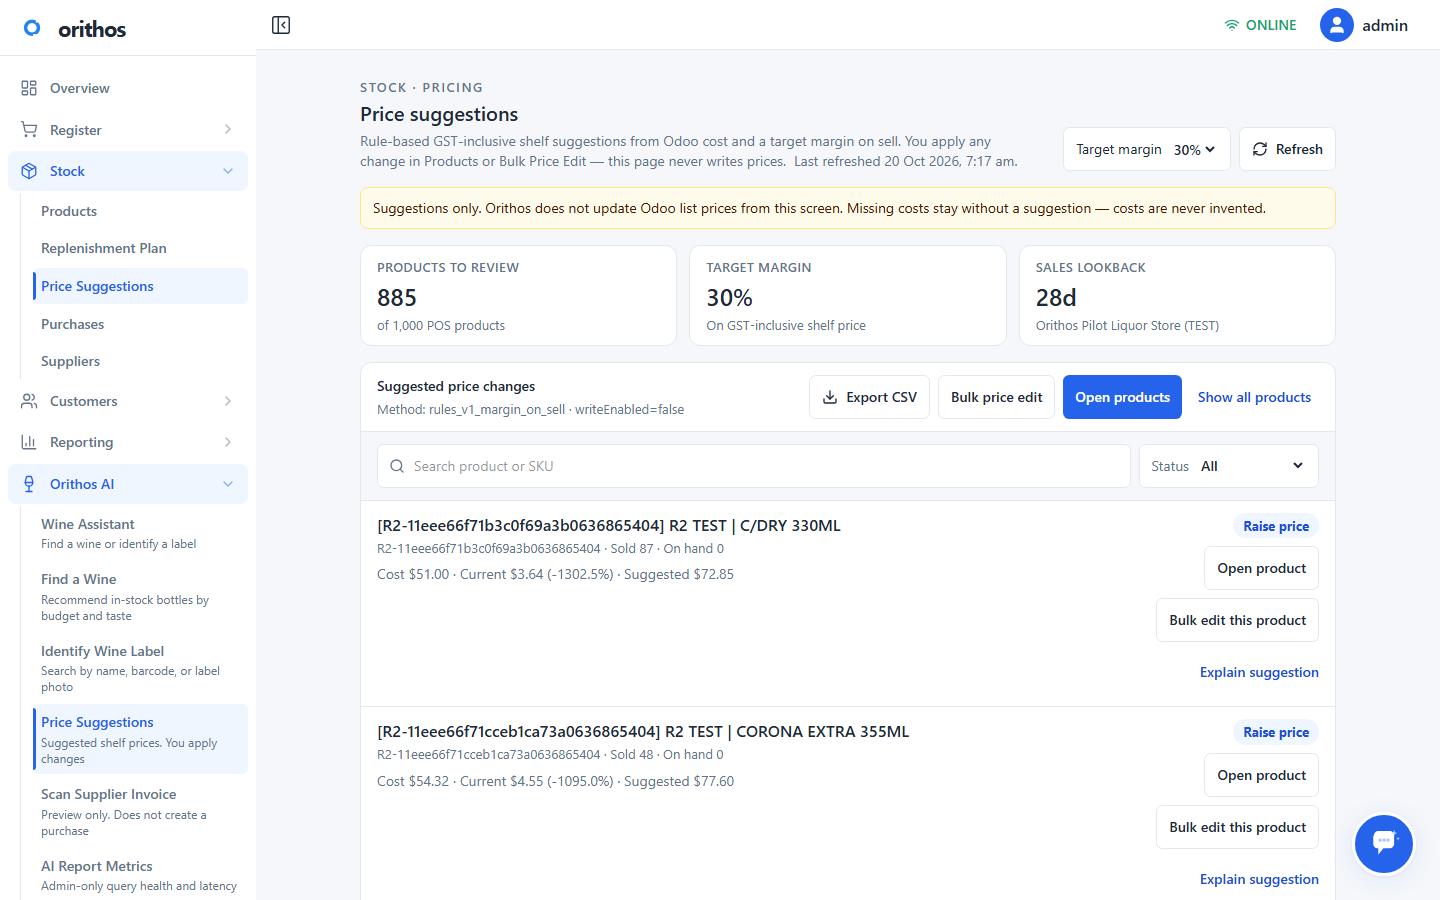 orithos
ONLINE
admin
Overview
Register
Stock
Products
Replenishment Plan
Price Suggestions
Purchases
Suppliers
Customers
Reporting
Orithos AI
Wine Assistant
Find a wine or identify a label
Find a Wine
Recommend in-stock bottles by
budget and taste
Identify Wine Label
Search by name, barcode, or label
photo
Price Suggestions
Suggested shelf prices. You apply
changes
Scan Supplier Invoice
Preview only. Does not create a
purchase
AI Report Metrics
Admin-only query health and latency
STOCK · PRICING
Price suggestions
Rule-based GST-inclusive shelf suggestions from Odoo cost and a target margin on sell. You apply any
change in Products or Bulk Price Edit — this page never writes prices. Last refreshed 20 Oct 2026, 7:17 am.
Target margin 30%
Refresh
Suggestions only. Orithos does not update Odoo list prices from this screen. Missing costs stay without a suggestion — costs are never invented.
PRODUCTS TO REVIEW
885
of 1,000 POS products
TARGET MARGIN
30%
On GST-inclusive shelf price
SALES LOOKBACK
28d
Orithos Pilot Liquor Store (TEST)
Suggested price changes
Method: rules_v1_margin_on_sell · writeEnabled=false
Export CSV
Bulk price edit
Open products
Show all products
Search product or SKU
Status All
[R2-11eee66f71b3c0f69a3b0636865404] R2 TEST | C/DRY 330ML
R2-11eee66f71b3c0f69a3b0636865404 · Sold 87 · On hand 0
Cost $51.00 · Current $3.64 (-1302.5%) · Suggested $72.85
Raise price
Open product
Bulk edit this product
Explain suggestion
[R2-11eee66f71cceb1ca73a0636865404] R2 TEST | CORONA EXTRA 355ML
R2-11eee66f71cceb1ca73a0636865404 · Sold 48 · On hand 0
Cost $54.32 · Current $4.55 (-1095.0%) · Suggested $77.60
Raise price
Open product
Bulk edit this product
Explain suggestion